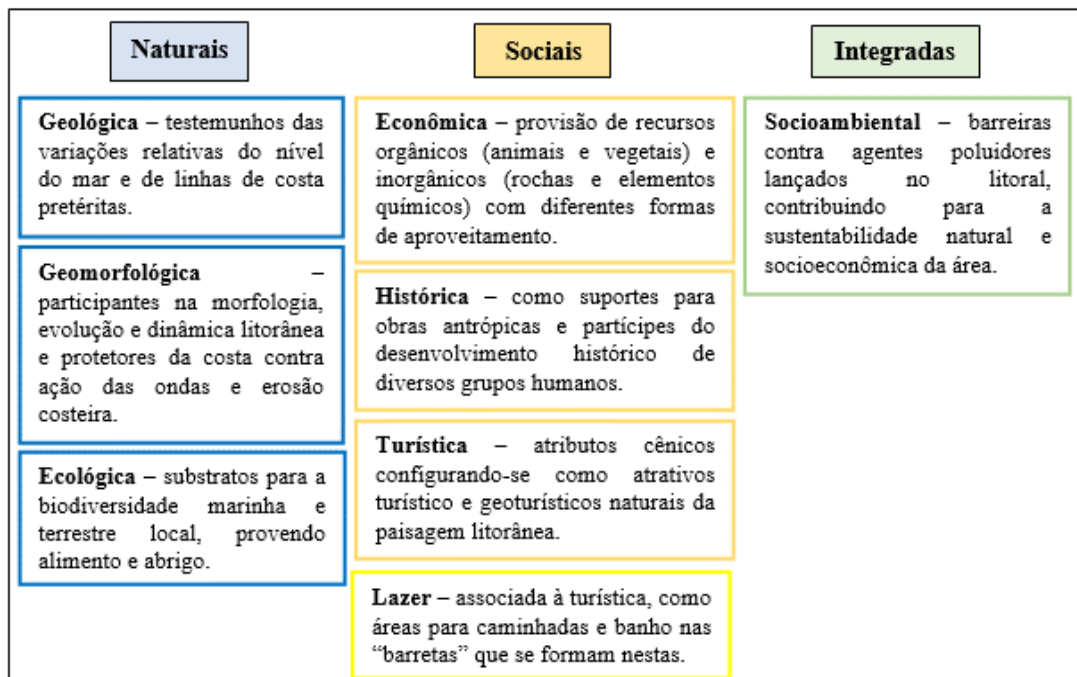 Naturais
Geológica – testemunhos das
variações relativas do nível
do mar e de linhas de costa
pretéritas.
Geomorfológica –
participantes na morfologia,
evolução e dinâmica litorânea
e protetores da costa contra
ação das ondas e erosão
costeira.
Ecológica – substratos para a
biodiversidade marinha e
terrestre local, provendo
alimento e abrigo.
Sociais
Econômica – provisão de recursos
orgânicos (animais e vegetais) e
inorgânicos (rochas e elementos
químicos) com diferentes formas
de aproveitamento.
Histórica – como suportes para
obras antrópicas e partícipes do
desenvolvimento histórico de
diversos grupos humanos.
Turística – atributos cênicos
configurando-se como atrativos
turístico e geoturísticos naturais da
paisagem litorânea.
Lazer – associada à turística, como
áreas para caminhadas e banho nas
“barretas” que se formam nestas.
Integradas
Socioambiental – barreiras
contra agentes poluidores
lançados no litoral,
contribuindo para a
sustentabilidade natural e
socioeconômica da área.